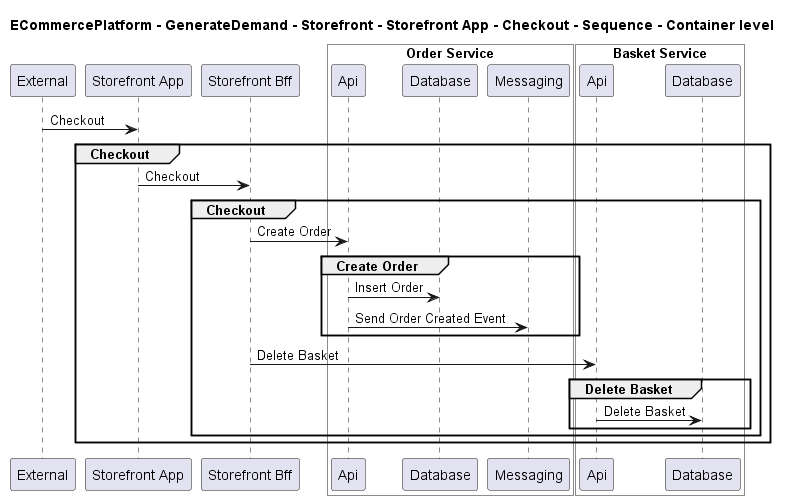 ECommercePlatform - GenerateDemand - Storefront - Storefront App - Checkout - Sequence - Container level
Order Service
Basket Service
External
Storefront App
Storefront Bff
Api
Database
Messaging
Api
Database
Checkout
Checkout
Checkout
Checkout
Create Order
Create Order
Insert Order
Send Order Created Event
Delete Basket
Delete Basket
Delete Basket
External
Storefront App
Storefront Bff
Api
Database
Messaging
Api
Database